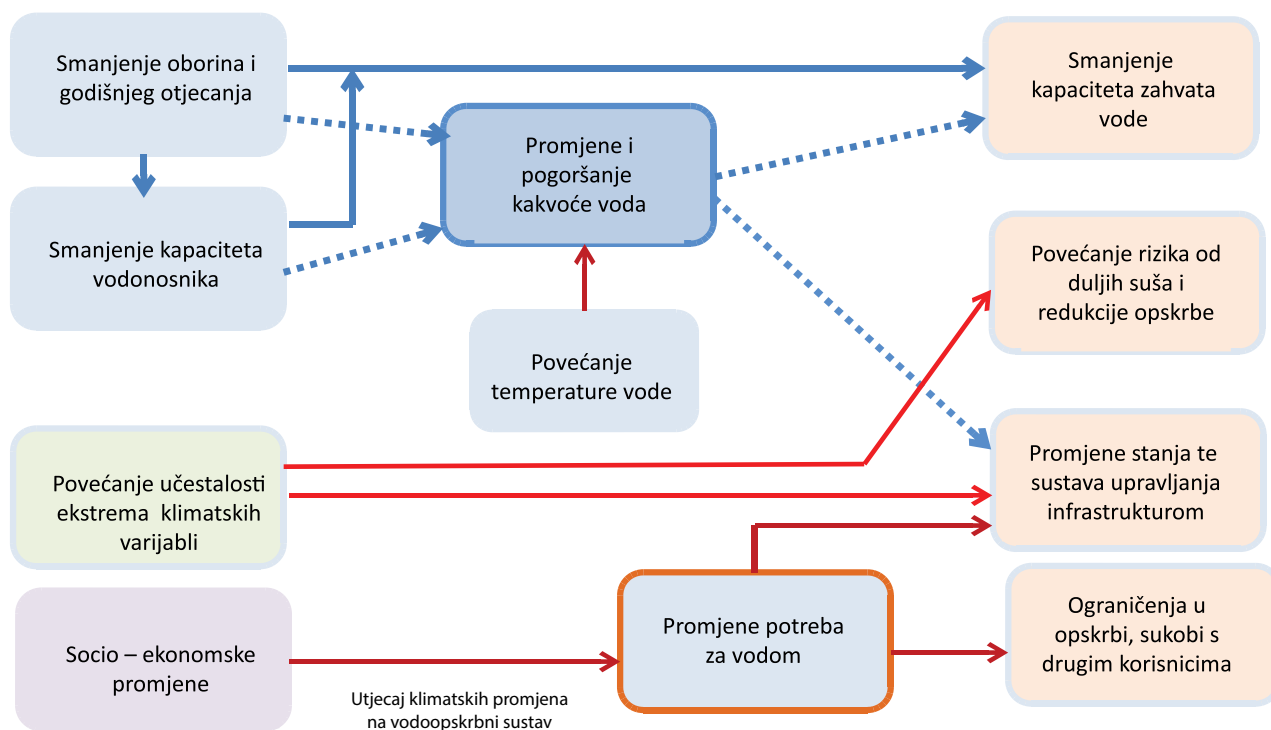 Smanjenje oborina i
godišnjeg otjecanja
Smanjenje
kapaciteta zahvata
vode
Promjene i
pogoršanje
kakvoće voda
Smanjenje kapaciteta
vodonosnika
Povećanje rizika od
duljih suša i
redukcije opskrbe
Povećanje
temperature vode
Povećanje učestalosti
ekstrema klimatskih
varijabli
Promjene stanja te
sustava upravljanja
infrastrukturom
Socio – ekonomske
promjene
Promjene potreba
za vodom
Ograničenja u
opskrbi, sukobi s
drugim korisnicima
Utjecaj klimatskih promjena
na vodoopskrbni sustav